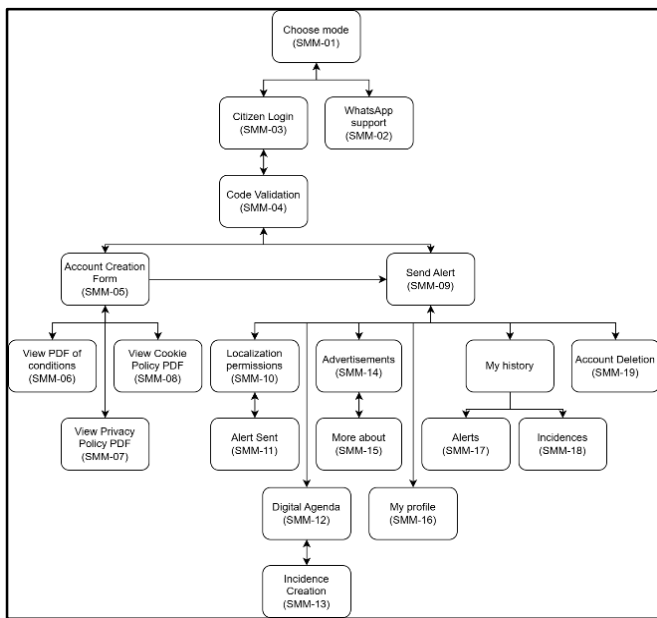 Choose mode
(SMM-01)
Citizen Login
(SMM-03)
WhatsApp
support
(SMM-02)
Code Validation
(SMM-04)
Account Creation
Form
(SMM-05)
Send Alert
(SMM-09)
View PDF of
conditions
(SMM-06)
View Cookie
Policy PDF
(SMM-08)
Localization
permissions
(SMM-10)
Advertisements
(SMM-14)
My history
Account Deletion
(SMM-19)
View Privacy
Policy PDF
(SMM-07)
Alert Sent
(SMM-11)
More about
(SMM-15)
Alerts
(SMM-17)
Incidences
(SMM-18)
Digital Agenda
(SMM-12)
My profile
(SMM-16)
Incidence
Creation
(SMM-13)